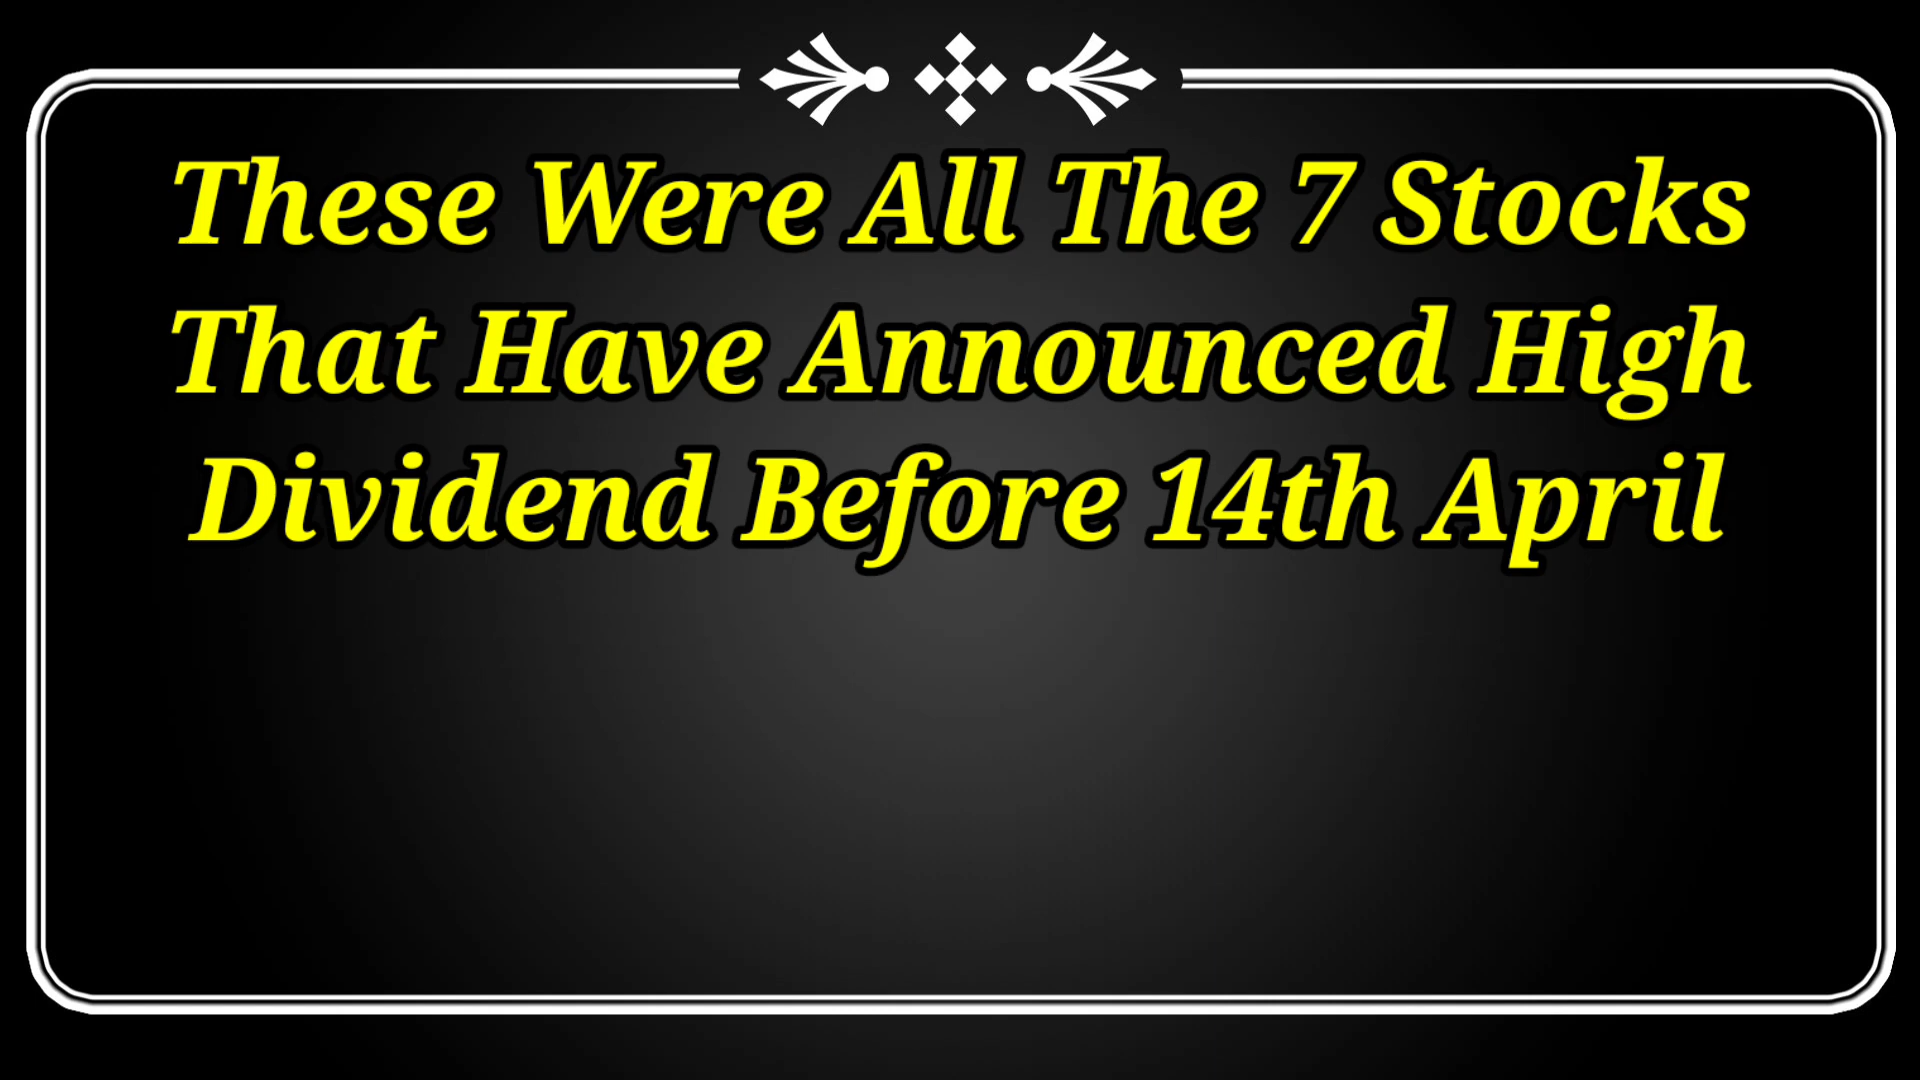 These Were All The 7 Stocks
That Have Announced High
Dividend Before 14th April